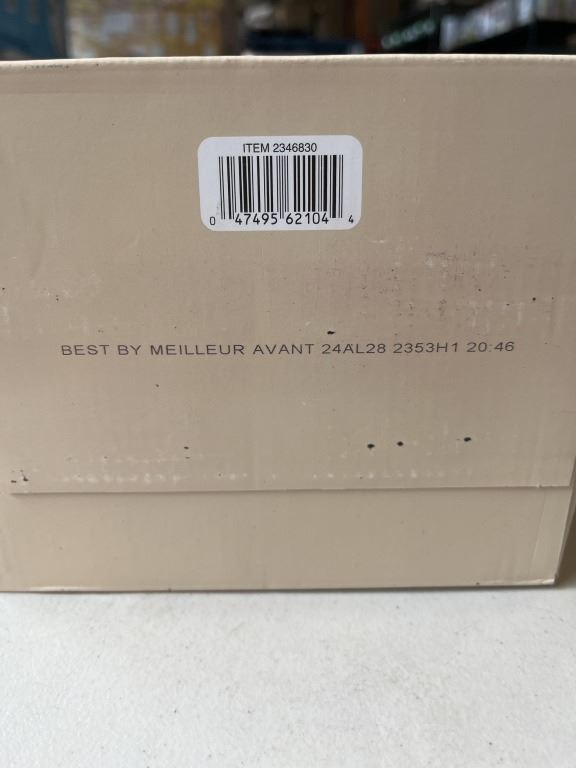 ITEM 2346830
0 47495 62104 4
BEST BY MEILLEUR AVANT 24AL28 2353H1 20:46